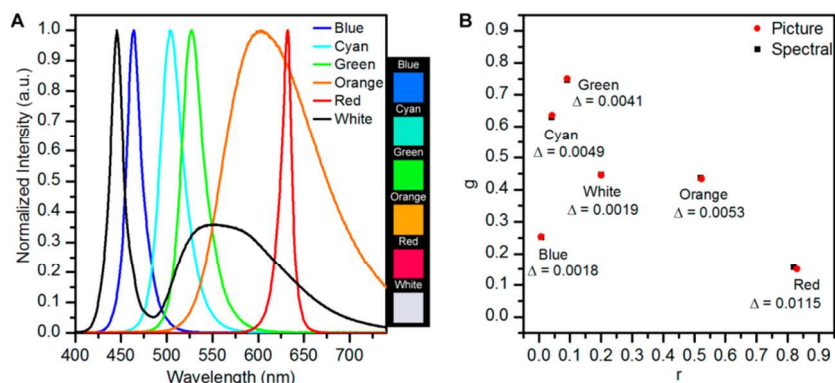 A
Normalized Intensity (a.u.)
1.0
0.9
0.8
0.7
0.6
0.5
0.4
0.3
0.2
0.1
0.0
400 450 500 550 600 650 700
Wavelength (nm)
Blue
Cyan
Green
Orange
Red
White
Blue
Cyan
Green
Orange
Red
White
B
g
0.9
0.8
0.7
0.6
0.5
0.4
0.3
0.2
0.1
0.0
0.0 0.1 0.2 0.3 0.4 0.5 0.6 0.7 0.8 0.9
r
Picture
Spectral
Green
Δ = 0.0041
Cyan
Δ = 0.0049
White
Δ = 0.0019
Orange
Δ = 0.0053
Blue
Δ = 0.0018
Red
Δ = 0.0115